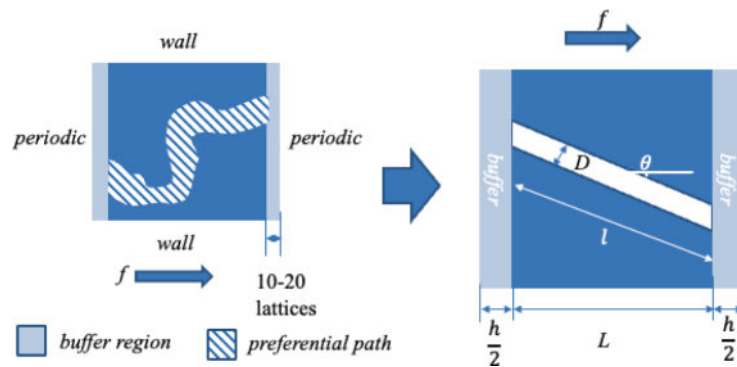 wall
periodic
periodic
wall
f
10-20
lattices
buffer region
preferential path
f
buffer
D
θ
l
buffer
h/2
L
h/2